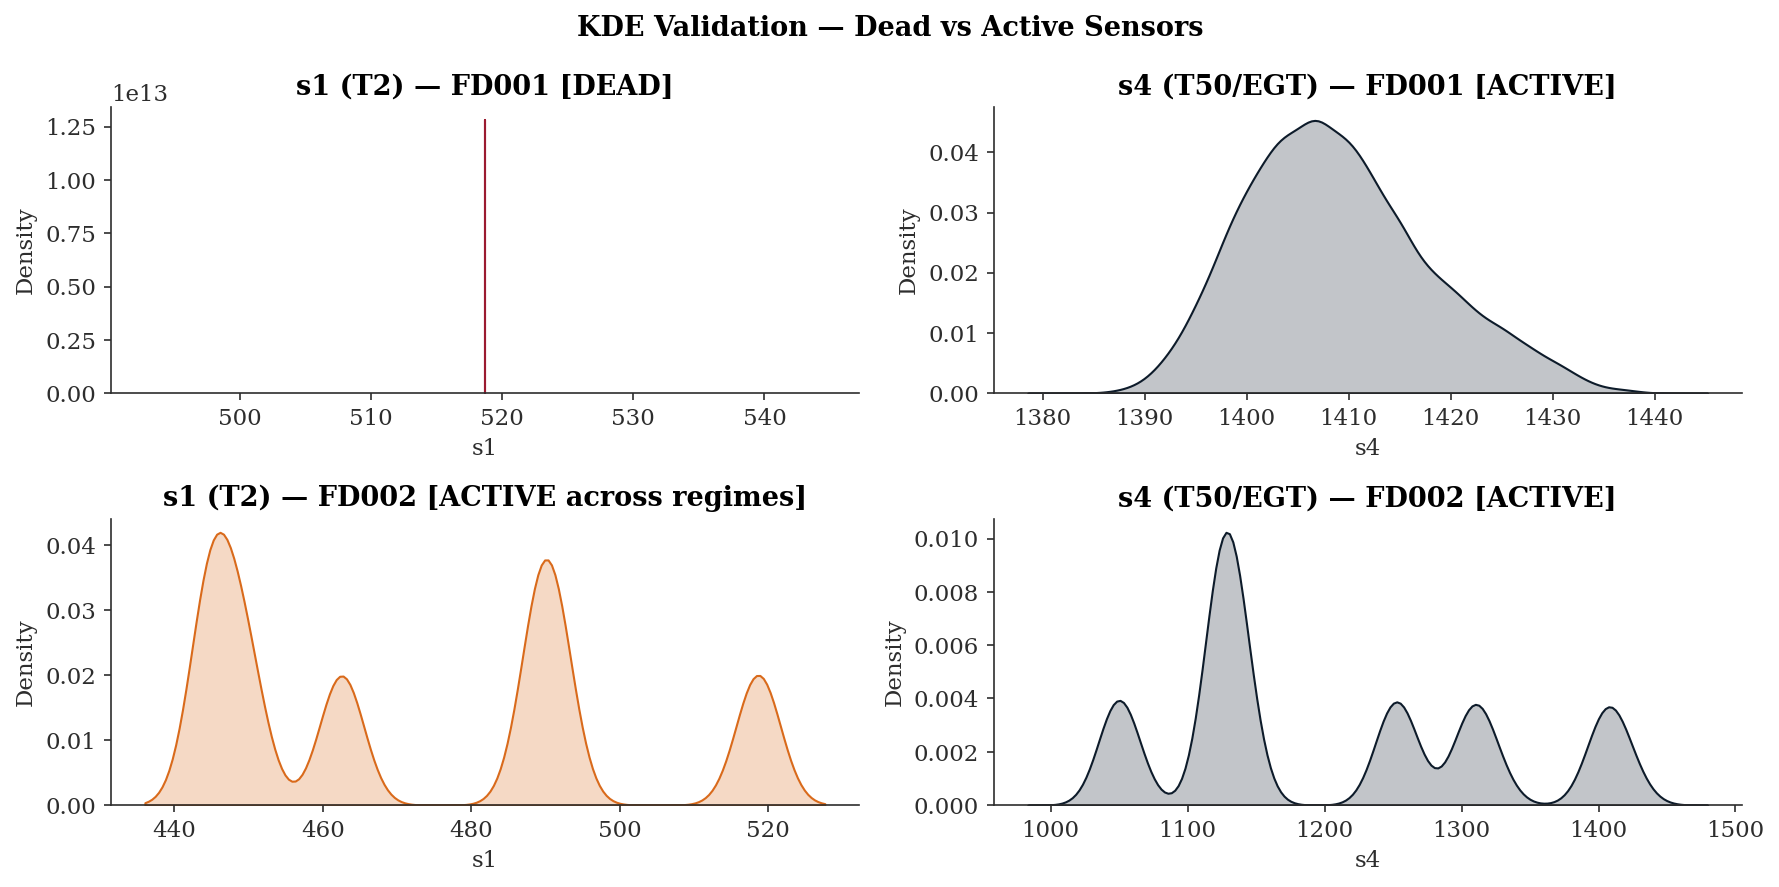 KDE Validation — Dead vs Active Sensors
s1 (T2) — FD001 [DEAD]
1e13
1.25
1.00
0.75
0.50
0.25
0.00
Density
500 510 520 530 540
s1
s4 (T50/EGT) — FD001 [ACTIVE]
0.04
0.03
0.02
0.01
0.00
Density
1380 1390 1400 1410 1420 1430 1440
s4
s1 (T2) — FD002 [ACTIVE across regimes]
0.04
0.03
0.02
0.01
0.00
Density
440 460 480 500 520
s1
s4 (T50/EGT) — FD002 [ACTIVE]
0.010
0.008
0.006
0.004
0.002
0.000
Density
1000 1100 1200 1300 1400 1500
s4